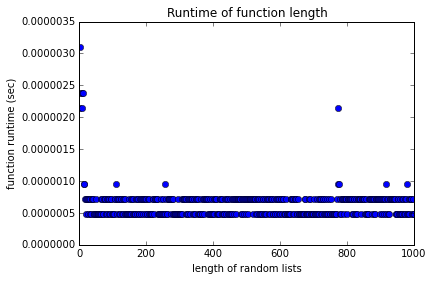 Runtime of function length
0.0000035
0.0000030
0.0000025
0.0000020
0.0000015
0.0000010
0.0000005
0.0000000
function runtime (sec)
0 200 400 600 800 1000
length of random lists